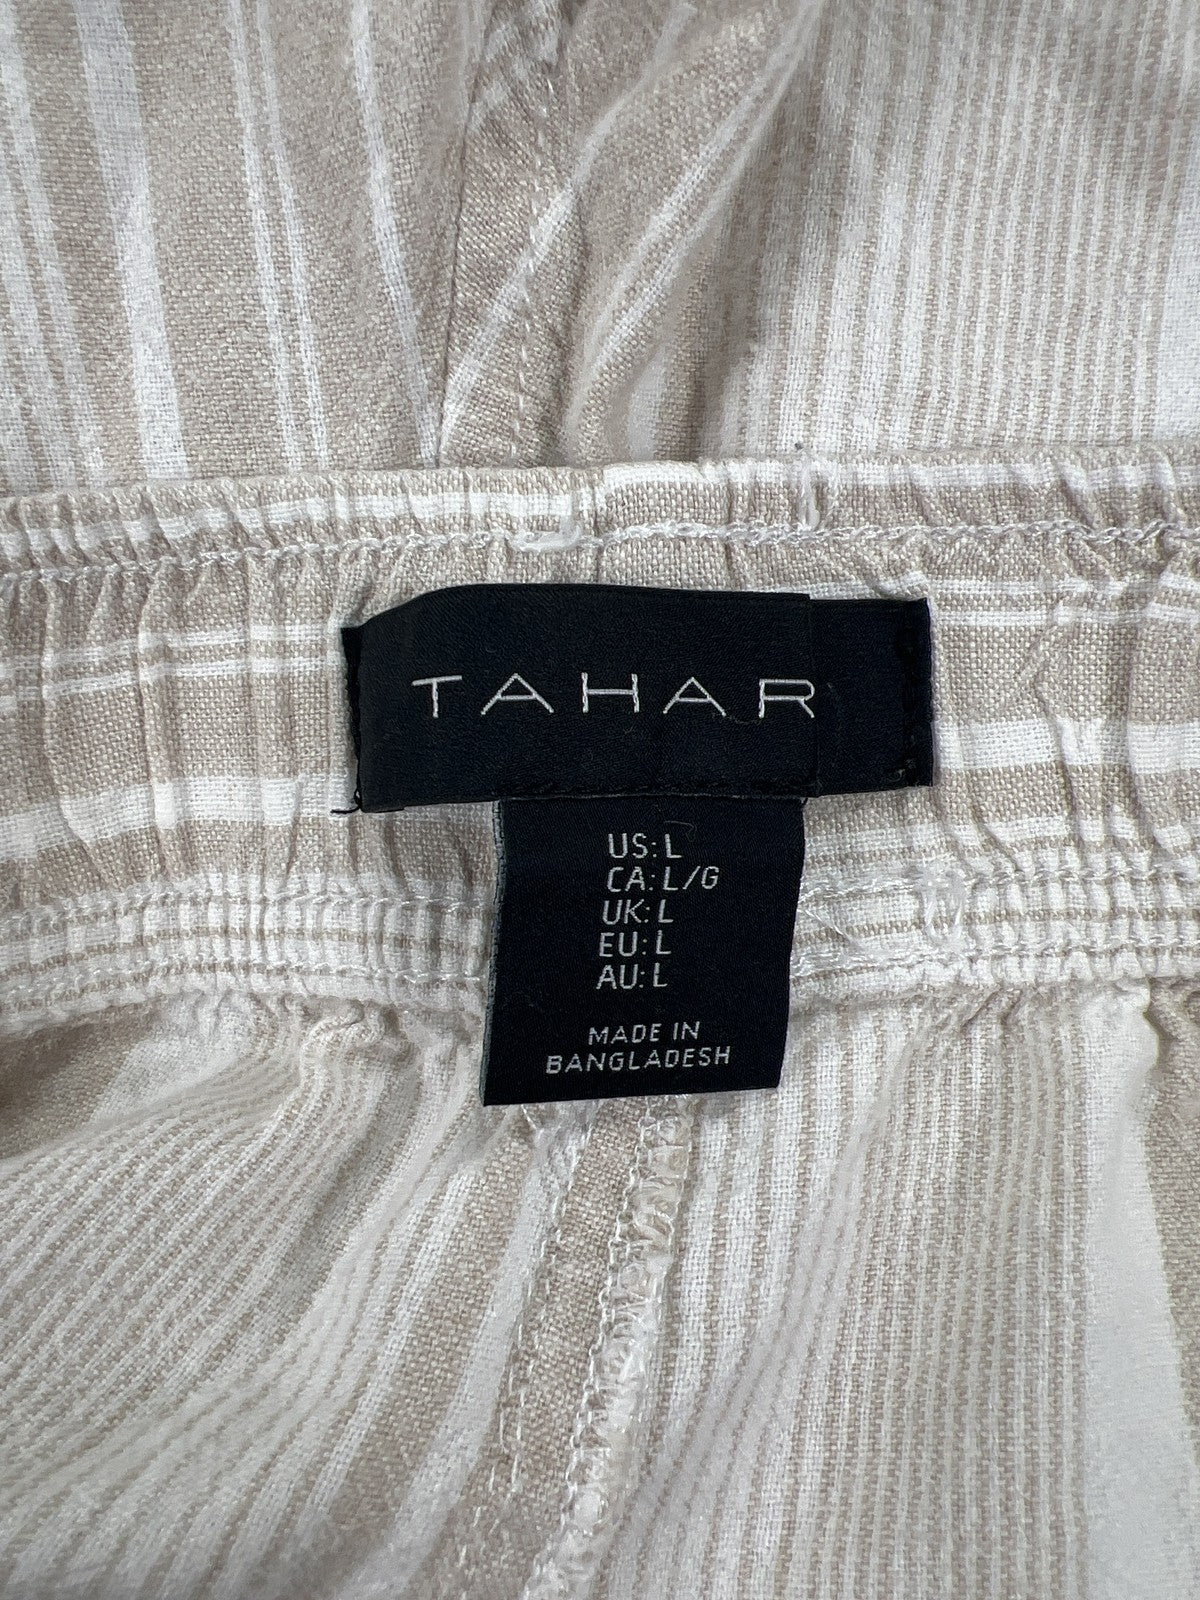 TAHAR
US: L
CA: L/G
UK: L
EU: L
AU: L
MADE IN
BANGLADESH